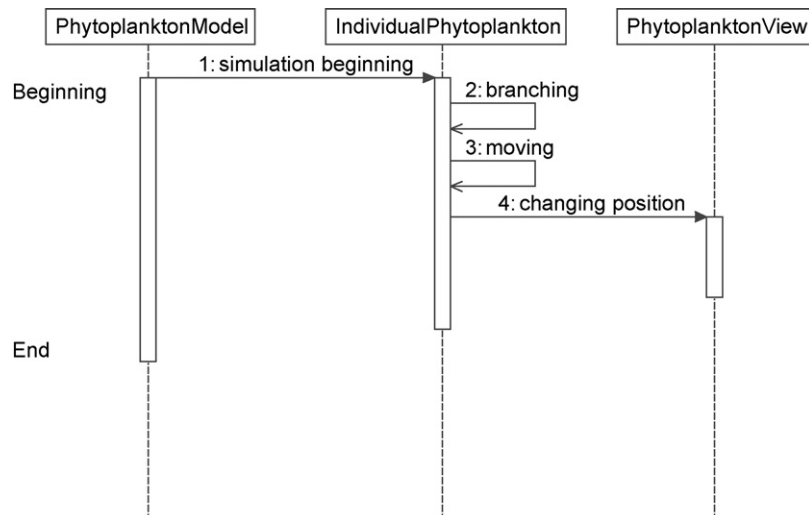 PhytoplanktonModel
IndividualPhytoplankton
PhytoplanktonView
1: simulation beginning
Beginning
2: branching
3: moving
4: changing position
End